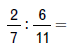 2/7 : 6/11 =